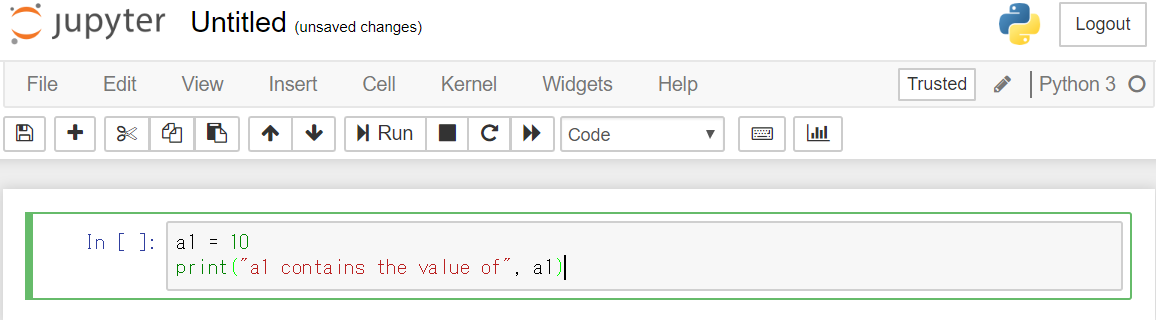 jupyter Untitled (unsaved changes) Logout
File Edit View Insert Cell Kernel Widgets Help Trusted Python 3
Run Code
In [ ]: a1 = 10
print("a1 contains the value of", a1)